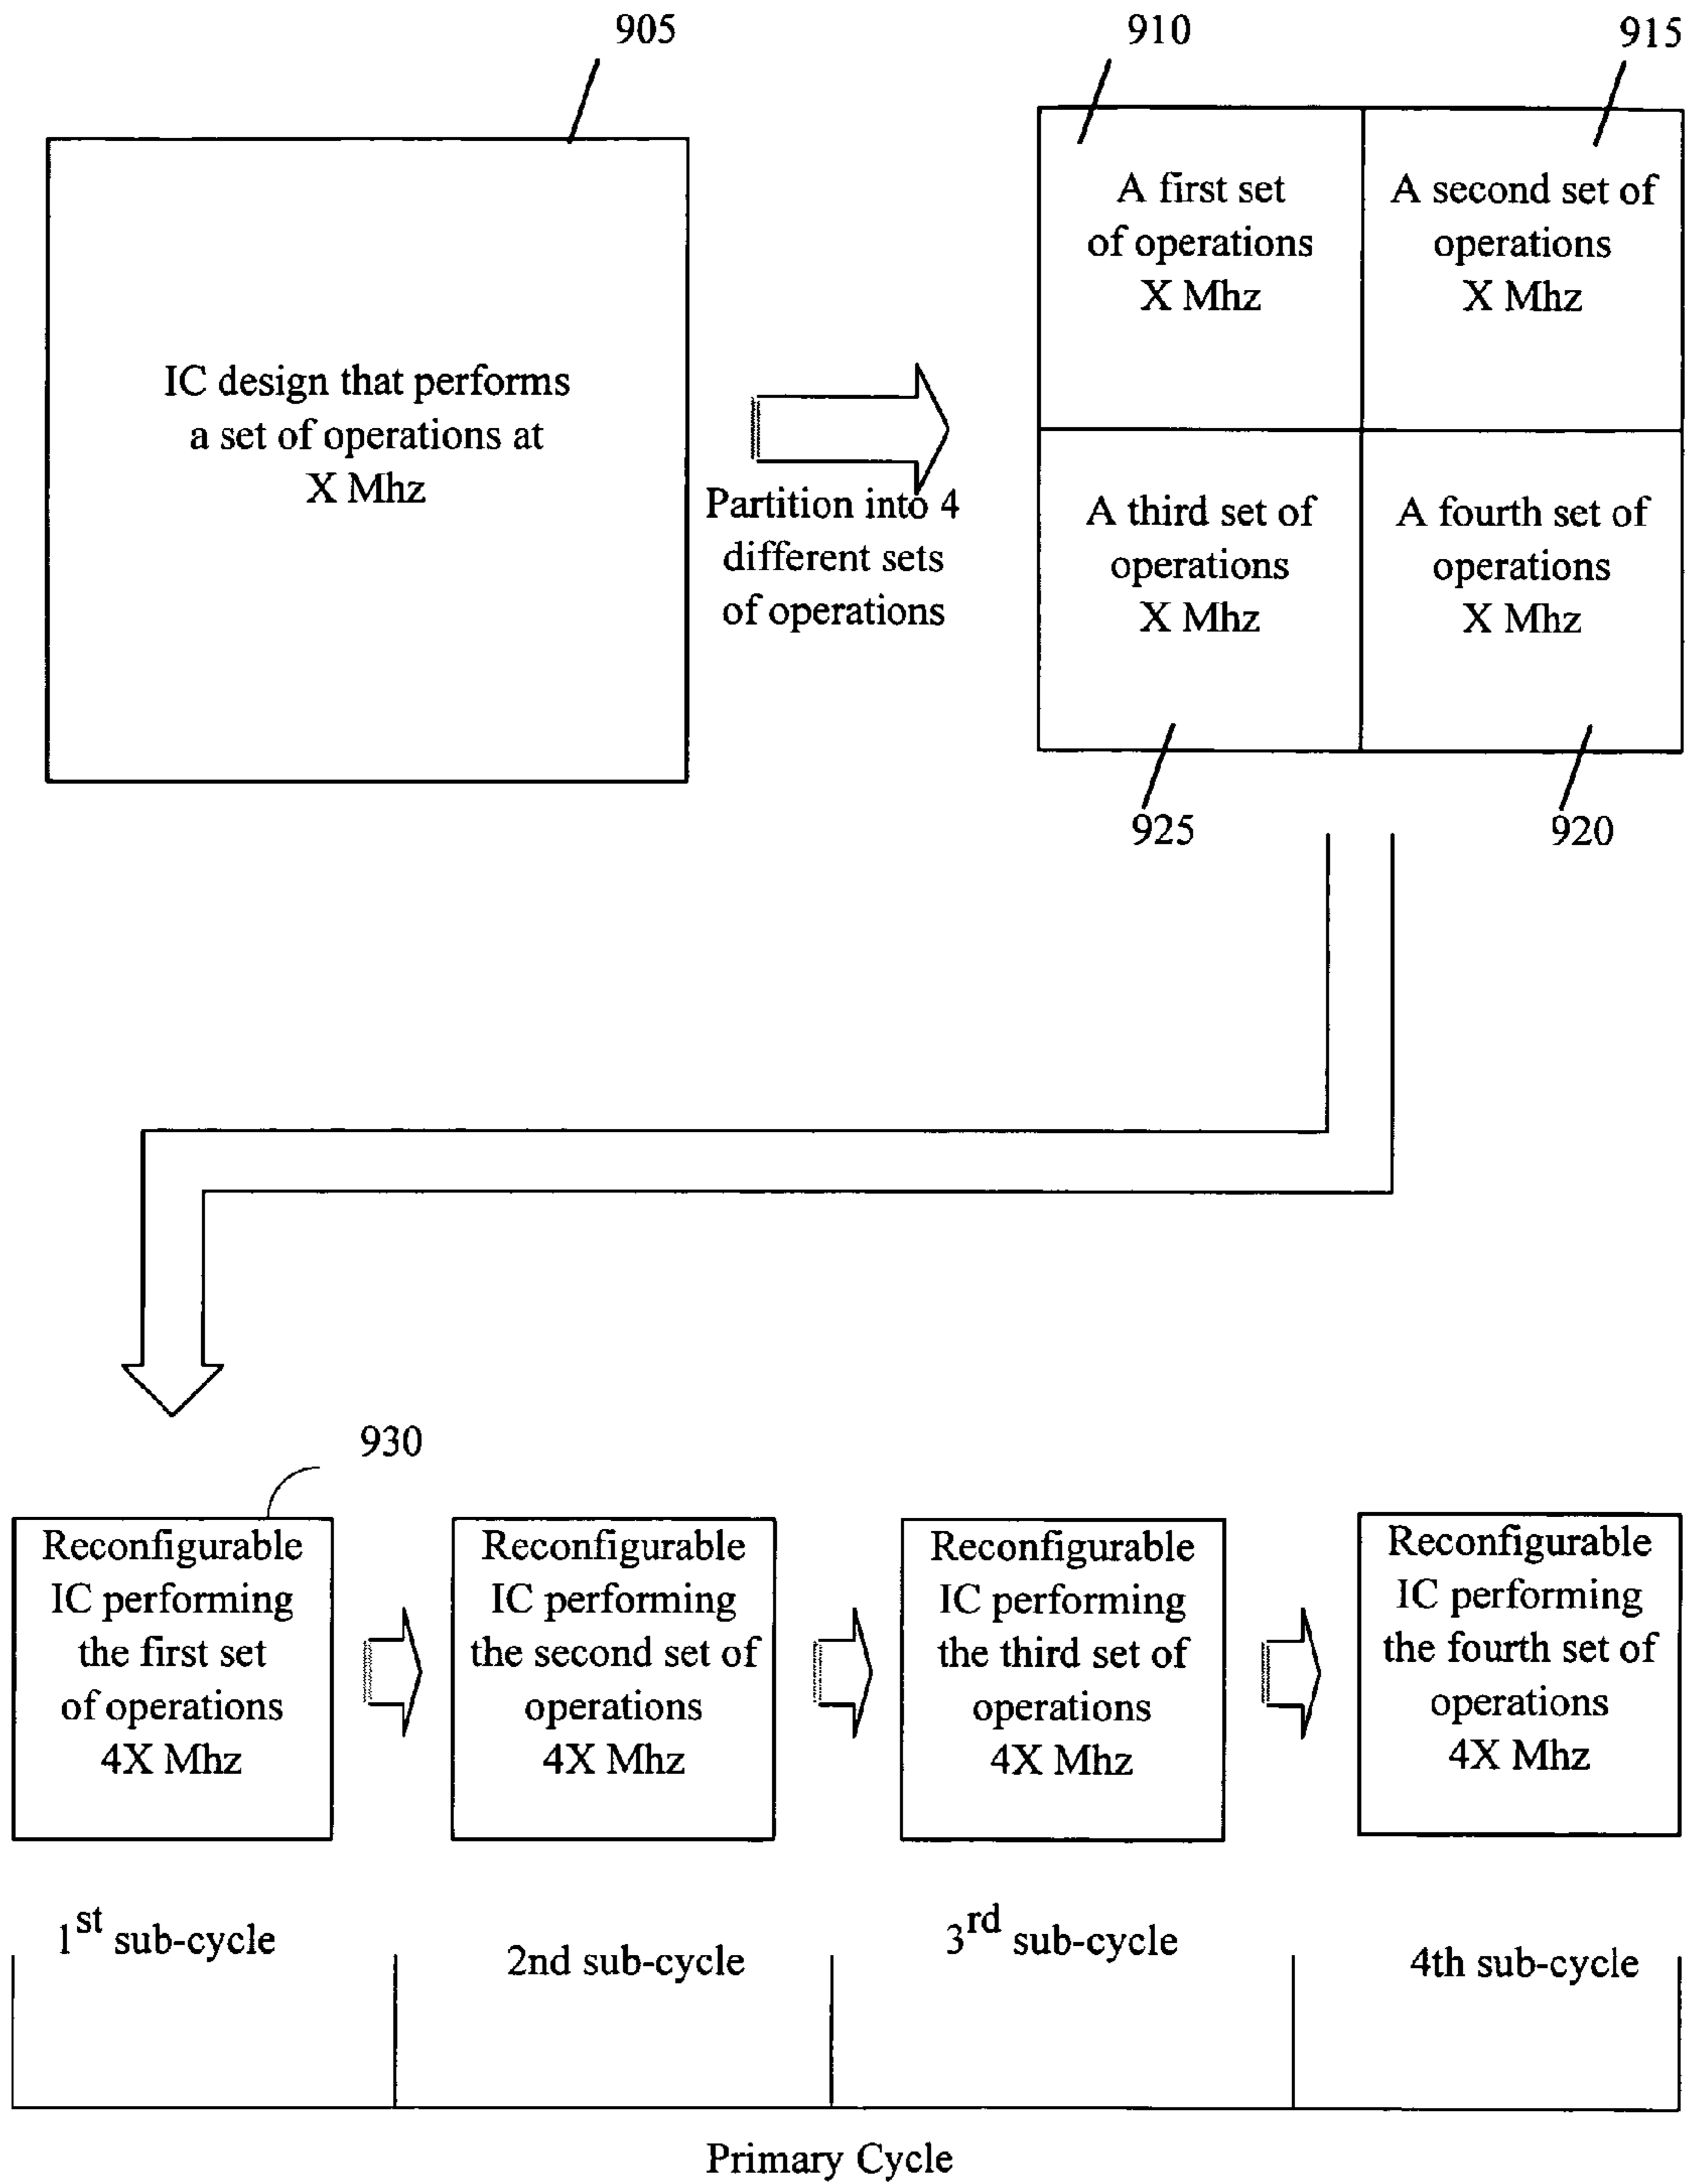 905
910
915
IC design that performs
a set of operations at
X Mhz
Partition into 4
different sets
of operations
A first set
of operations
X Mhz
A second set of
operations
X Mhz
A third set of
operations
X Mhz
A fourth set of
operations
X Mhz
925
920
930
Reconfigurable
IC performing
the first set
of operations
4X Mhz
Reconfigurable
IC performing
the second set of
operations
4X Mhz
Reconfigurable
IC performing
the third set of
operations
4X Mhz
Reconfigurable
IC performing
the fourth set of
operations
4X Mhz
1st sub-cycle
2nd sub-cycle
3rd sub-cycle
4th sub-cycle
Primary Cycle